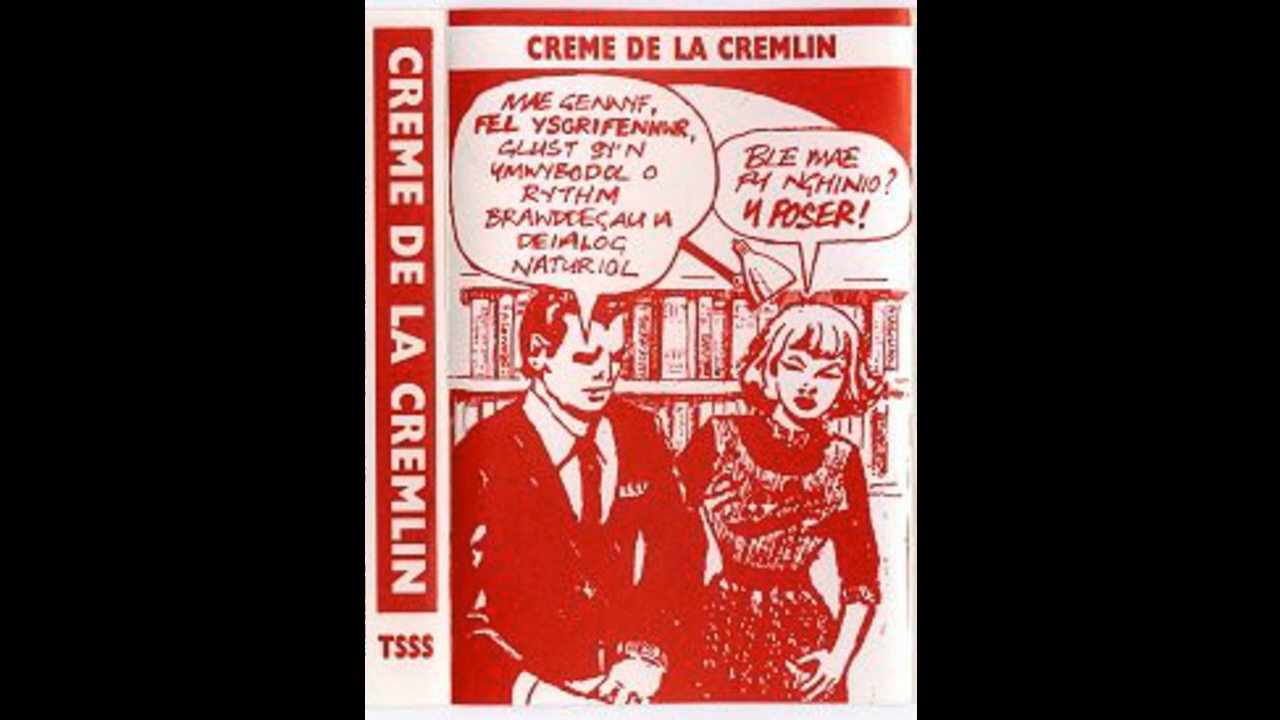 CREME DE LA CREMLIN
TSSS
CREME DE LA CREMLIN
MAE GENNYF,
FEL YSGRIFENNWR,
GLUST SY'N
YMWYBODOL O
RYTHM
BRAWDDEGAU A
DEIALOG
NATURIOL
BLE MAE
FY NGHINIO?
Y POSER!